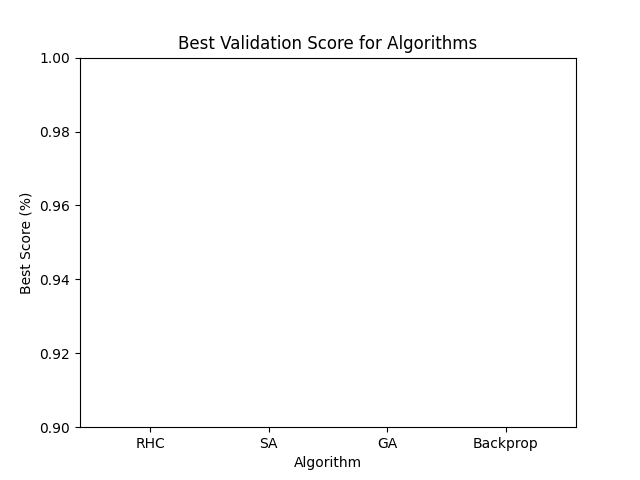 Best Validation Score for Algorithms
1.00
0.98
0.96
0.94
0.92
0.90
Best Score (%)
RHC SA GA Backprop
Algorithm